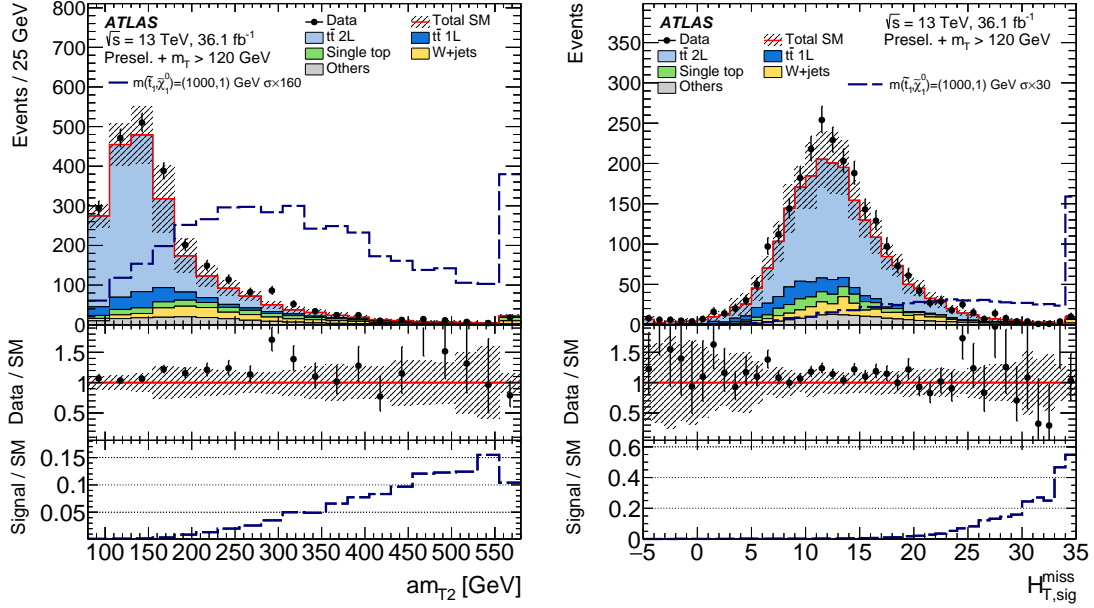 ATLAS
√s = 13 TeV, 36.1 fb⁻¹
Presel. + m_T > 120 GeV
Data
Total SM
tt̄ 2L
tt̄ 1L
Single top
W+jets
Others
m(t̃₁,χ̃⁰₁)=(1000,1) GeV σ×160
Events / 25 GeV
800
700
600
500
400
300
200
100
0
Data / SM
1.5
1
0.5
Signal / SM
0.15
0.10
0.05
100 150 200 250 300 350 400 450 500 550
am_T2 [GeV]
ATLAS
√s = 13 TeV, 36.1 fb⁻¹
Presel. + m_T > 120 GeV
Data
Total SM
tt̄ 2L
tt̄ 1L
Single top
W+jets
Others
m(t̃₁,χ̃⁰₁)=(1000,1) GeV σ×30
Events
350
300
250
200
150
100
50
0
Data / SM
1.5
1
0.5
Signal / SM
0.6
0.4
0.2
0
−5 0 5 10 15 20 25 30 35
H^miss_T,sig